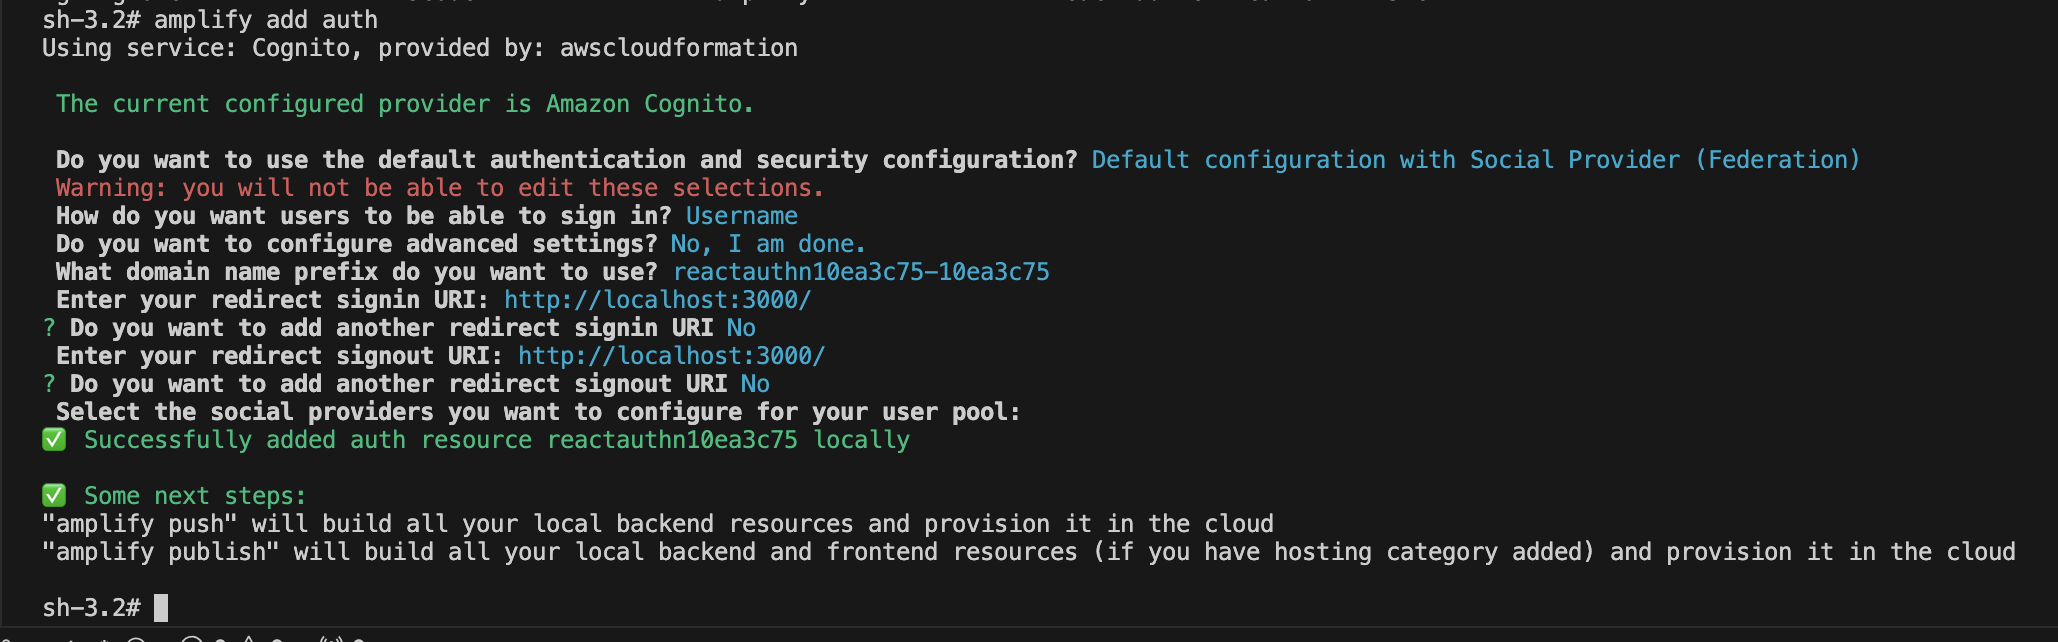 sh-3.2# amplify add auth
Using service: Cognito, provided by: awscloudformation
The current configured provider is Amazon Cognito.
Do you want to use the default authentication and security configuration? Default configuration with Social Provider (Federation)
Warning: you will not be able to edit these selections.
How do you want users to be able to sign in? Username
Do you want to configure advanced settings? No, I am done.
What domain name prefix do you want to use? reactauthn10ea3c75-10ea3c75
Enter your redirect signin URI: http://localhost:3000/
? Do you want to add another redirect signin URI No
Enter your redirect signout URI: http://localhost:3000/
? Do you want to add another redirect signout URI No
Select the social providers you want to configure for your user pool:
✅ Successfully added auth resource reactauthn10ea3c75 locally
✅ Some next steps:
"amplify push" will build all your local backend resources and provision it in the cloud
"amplify publish" will build all your local backend and frontend resources (if you have hosting category added) and provision it in the cloud
sh-3.2#